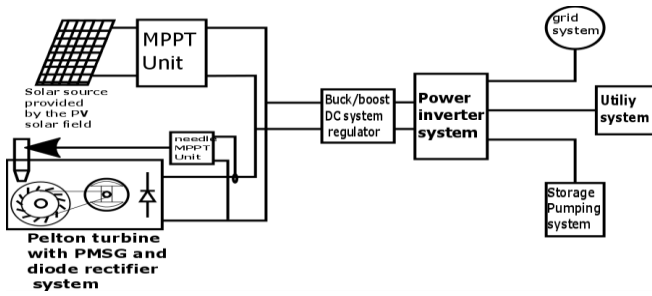 MPPT
Unit
Solar source
provided
by the PV
solar field
needle
MPPT
Unit
Pelton turbine
with PMSG and
diode rectifier
system
Buck/boost
DC system
regulator
Power
inverter
system
grid
system
Utiliy
system
Storage
Pumping
system